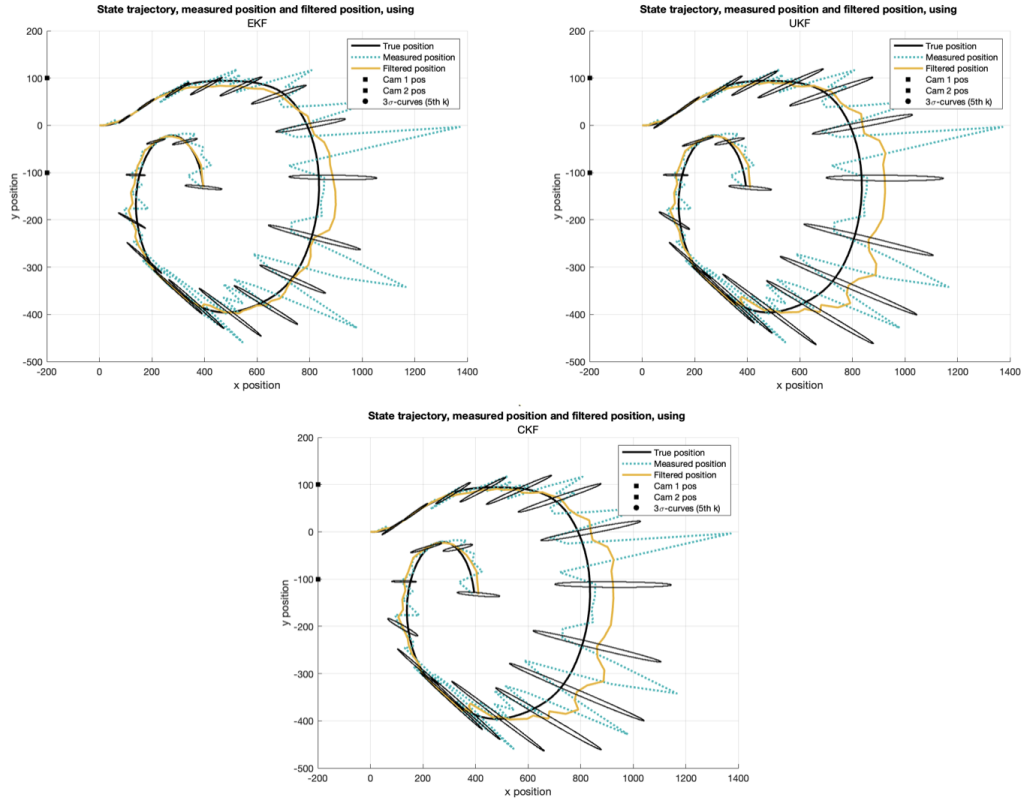 State trajectory, measured position and filtered position, using
EKF
200
100
0
-100
-200
-300
-400
-500
-200
0
200
400
600
800
1000
1200
1400
x position
y position
True position
Measured position
Filtered position
Cam 1 pos
Cam 2 pos
3σ-curves (5th k)
State trajectory, measured position and filtered position, using
UKF
200
100
0
-100
-200
-300
-400
-500
-200
0
200
400
600
800
1000
1200
1400
x position
y position
True position
Measured position
Filtered position
Cam 1 pos
Cam 2 pos
3σ-curves (5th k)
State trajectory, measured position and filtered position, using
CKF
200
100
0
-100
-200
-300
-400
-500
-200
0
200
400
600
800
1000
1200
1400
x position
y position
True position
Measured position
Filtered position
Cam 1 pos
Cam 2 pos
3σ-curves (5th k)